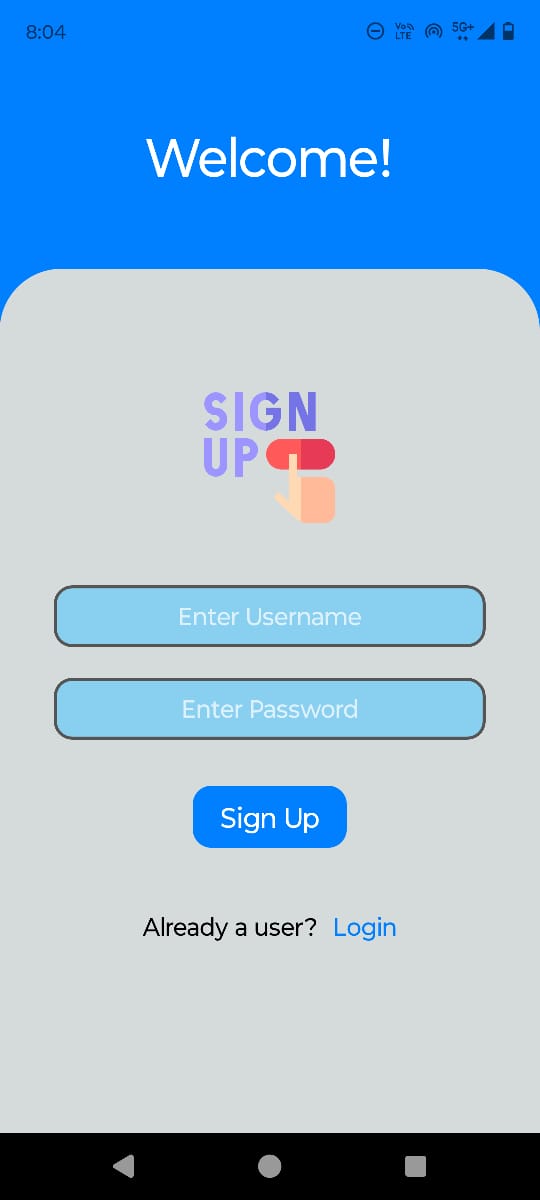 8:04
Vo LTE 5G+
Welcome!
SIGN
UP
Enter Username
Enter Password
Sign Up
Already a user? Login